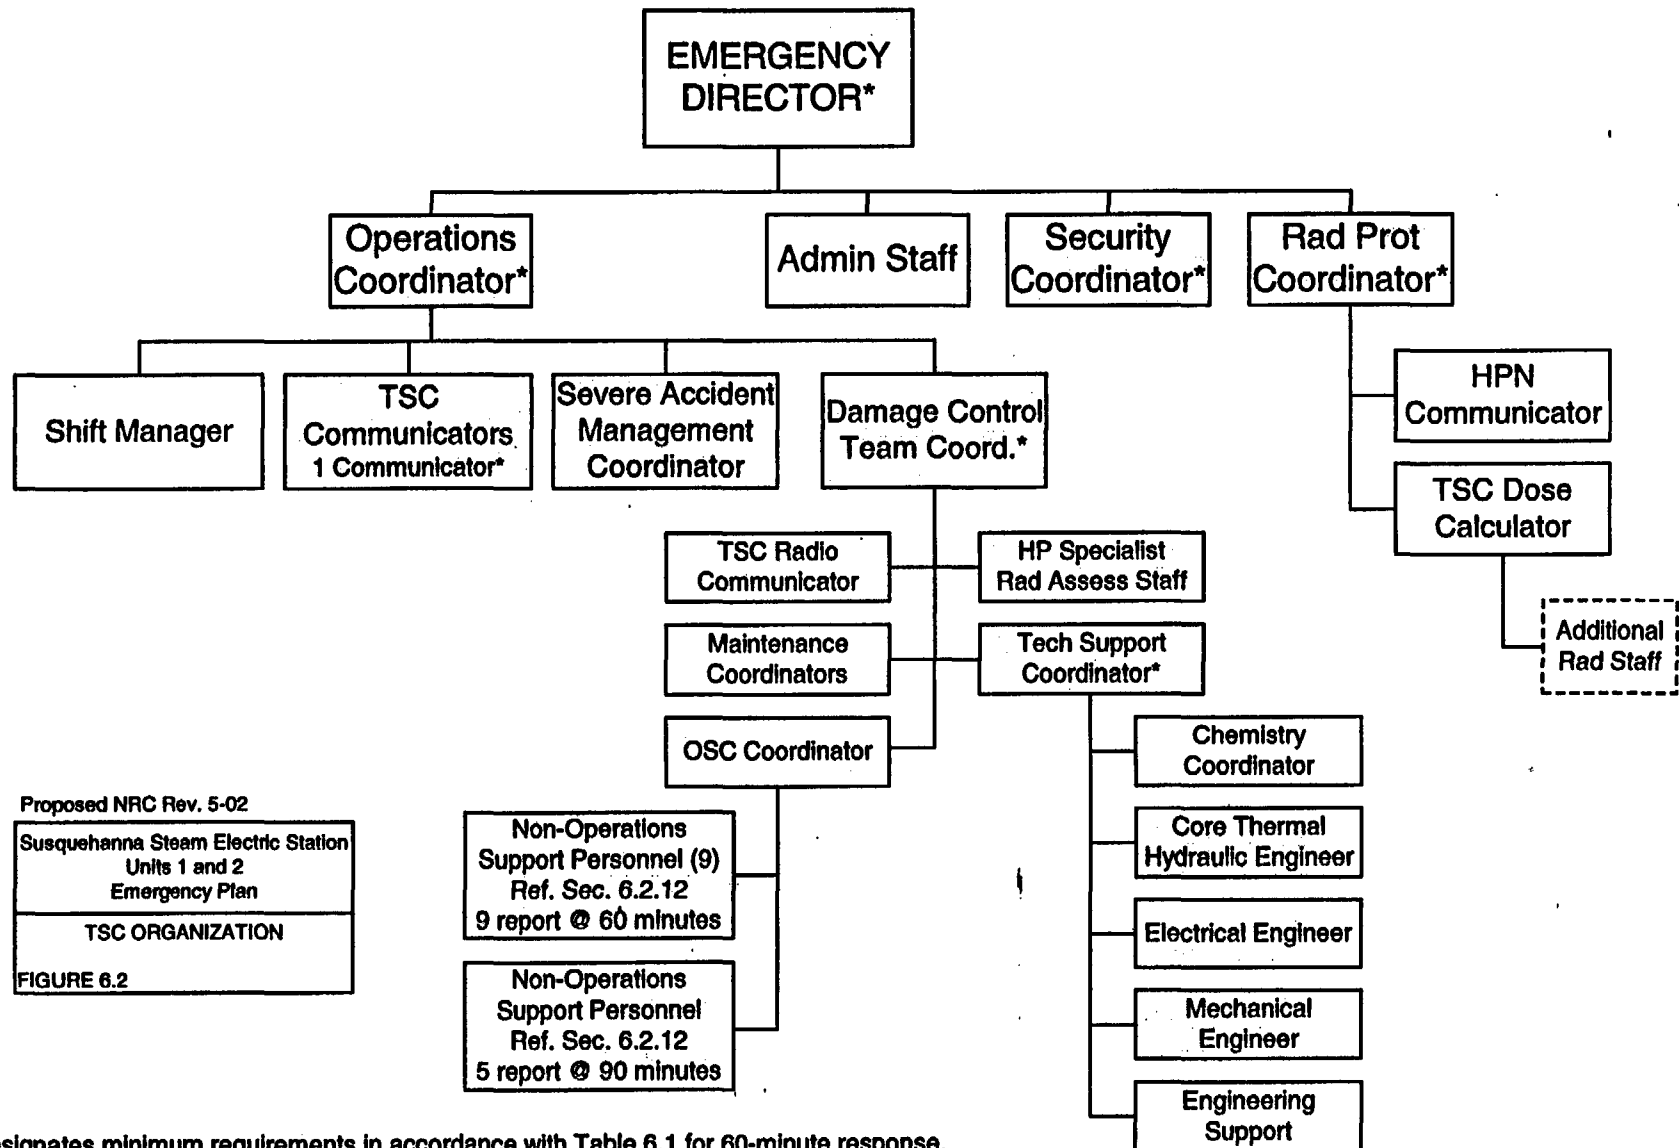 EMERGENCY
DIRECTOR*
Operations
Coordinator*
Admin Staff
Security
Coordinator*
Rad Prot
Coordinator*
Shift Manager
TSC
Communicators
1 Communicator*
Severe Accident
Management
Coordinator
Damage Control
Team Coord.*
HPN
Communicator
TSC Dose
Calculator
Additional
Rad Staff
TSC Radio
Communicator
HP Specialist
Rad Assess Staff
Maintenance
Coordinators
Tech Support
Coordinator*
OSC Coordinator
Chemistry
Coordinator
Core Thermal
Hydraulic Engineer
Electrical Engineer
Mechanical
Engineer
Engineering
Support
Non-Operations
Support Personnel (9)
Ref. Sec. 6.2.12
9 report @ 60 minutes
Non-Operations
Support Personnel
Ref. Sec. 6.2.12
5 report @ 90 minutes
Proposed NRC Rev. 5-02
Susquehanna Steam Electric Station
Units 1 and 2
Emergency Plan
TSC ORGANIZATION
FIGURE 6.2
minimum requirements in accordance with Table 6.1 for 60-minute response.